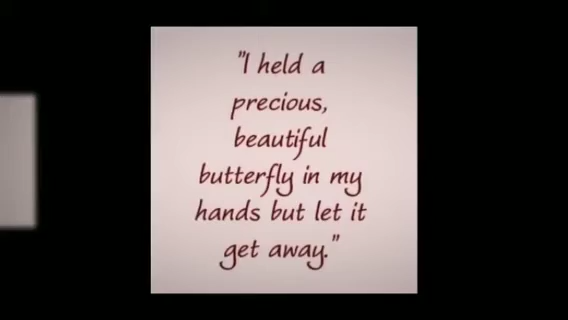 "I held a
precious,
beautiful
butterfly in my
hands but let it
get away."